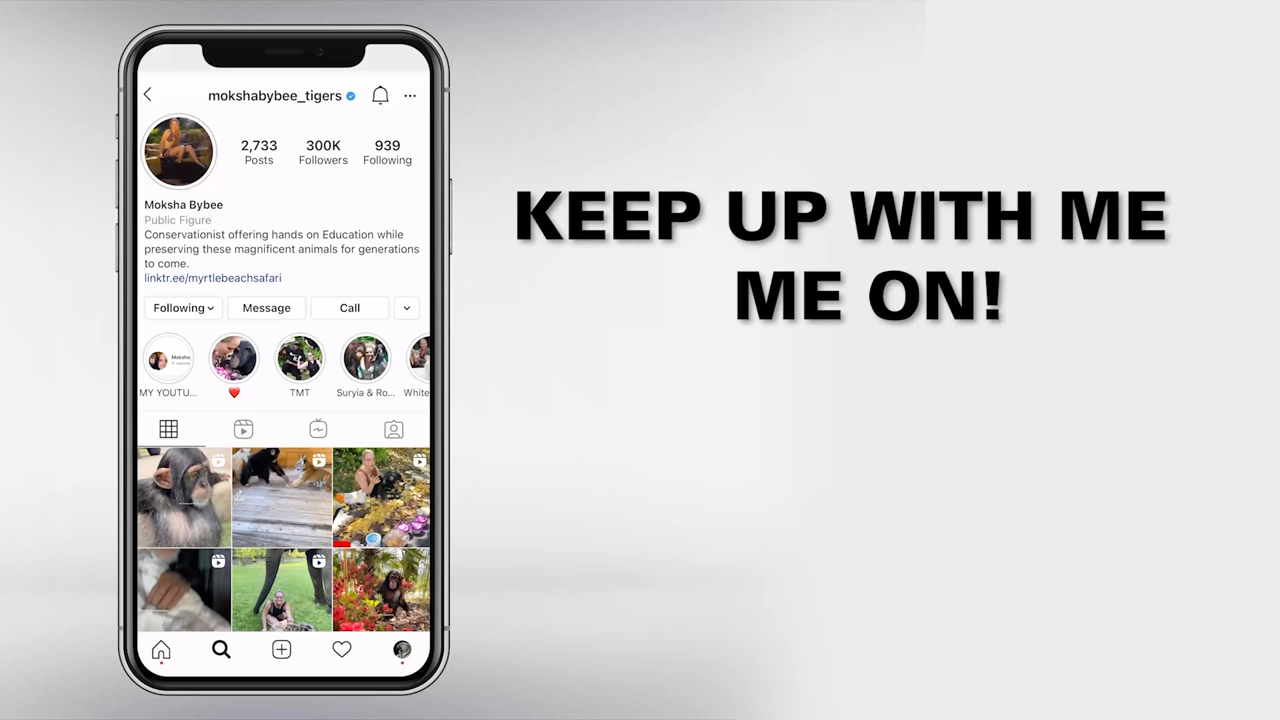 mokshabybee_tigers
2,733 300K 939
Posts Followers Following
Moksha Bybee
Public Figure
Conservationist offering hands on Education while
preserving these magnificent animals for generations
to come.
linktr.ee/myrtlebeachsafari
Following Message Call
MY YOUTU... TMT Suryia & Ro... White
KEEP UP WITH ME
ME ON!